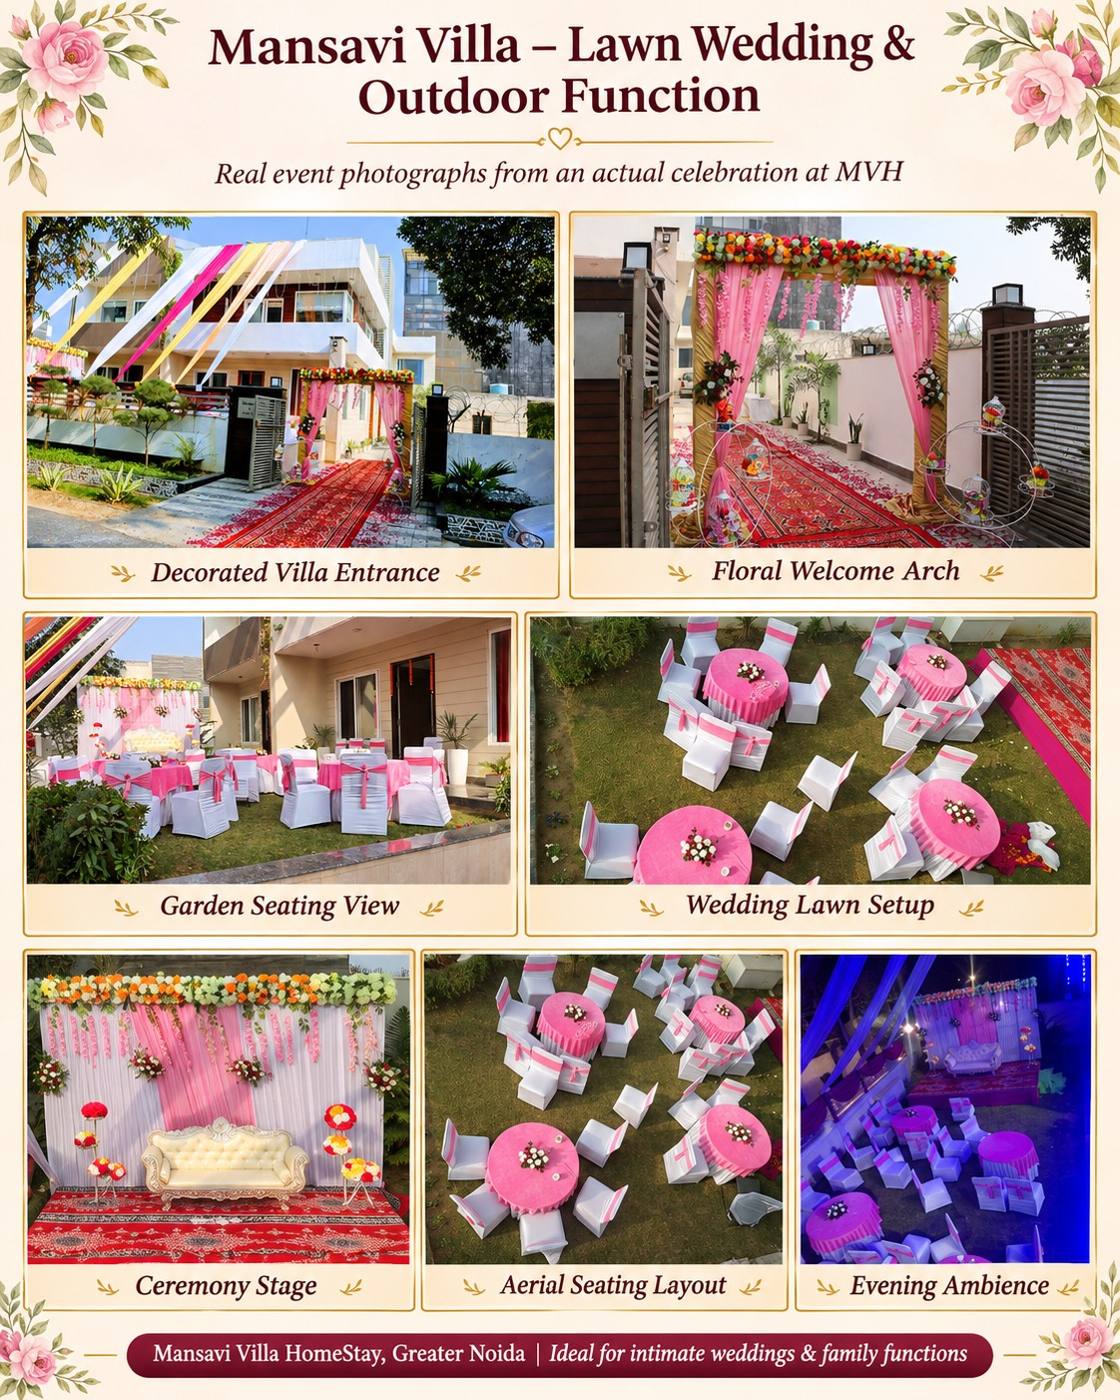 Mansavi Villa – Lawn Wedding &
Outdoor Function
Real event photographs from an actual celebration at MVH
Decorated Villa Entrance
Floral Welcome Arch
Garden Seating View
Wedding Lawn Setup
Ceremony Stage
Aerial Seating Layout
Evening Ambience
Mansavi Villa HomeStay, Greater Noida | Ideal for intimate weddings & family functions